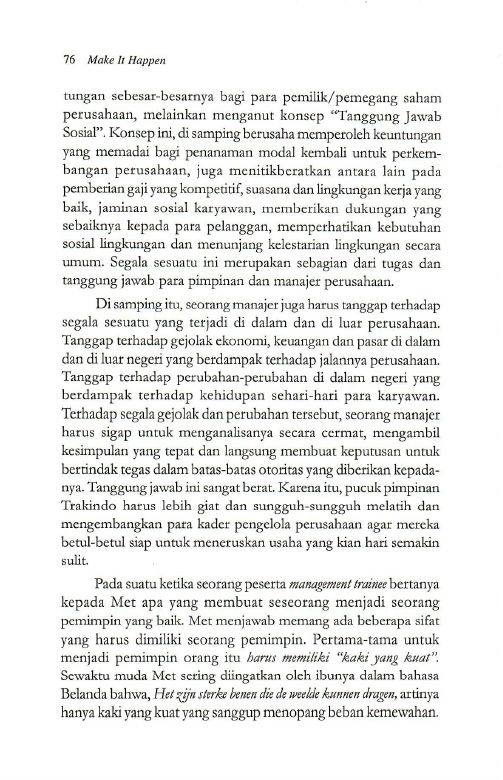 76 Make It Happen
tungan sebesar-besarnya bagi para pemilik/pemegang saham
perusahaan, melainkan menganut konsep “Tanggung Jawab
Sosial”. Konsep ini, di samping berusaha memperoleh keuntungan
yang memadai bagi penanaman modal kembali untuk perkem-
bangan perusahaan, juga menitikberatkan antara lain pada
pemberian gaji yang kompetitif, suasana dan lingkungan kerja yang
baik, jaminan sosial karyawan, memberikan dukungan yang
sebaiknya kepada para pelanggan, memperhatikan kebutuhan
sosial lingkungan dan menunjang kelestarian lingkungan secara
umum. Segala sesuatu ini merupakan sebagian dari tugas dan
tanggung jawab para pimpinan dan manajer perusahaan.
Di samping itu, seorang manajer juga harus tanggap terhadap
segala sesuatu yang terjadi di dalam dan di luar perusahaan.
Tanggap terhadap gejolak ekonomi, keuangan dan pasar di dalam
dan di luar negeri yang berdampak terhadap jalannya perusahaan.
Tanggap terhadap perubahan-perubahan di dalam negeri yang
berdampak terhadap kehidupan sehari-hari para karyawan.
Terhadap segala gejolak dan perubahan tersebut, seorang manajer
harus sigap untuk menganalisanya secara cermat, mengambil
kesimpulan yang tepat dan langsung membuat keputusan untuk
bertindak tegas dalam batas-batas otoritas yang diberikan kepada-
nya. Tanggung jawab ini sangat berat. Karena itu, pucuk pimpinan
Trakindo harus lebih giat dan sungguh-sungguh melatih dan
mengembangkan para kader pengelola perusahaan agar mereka
betul-betul siap untuk meneruskan usaha yang kian hari semakin
sulit.
Pada suatu ketika seorang peserta management trainee bertanya
kepada Met apa yang membuat seseorang menjadi seorang
pemimpin yang baik. Met menjawab memang ada beberapa sifat
yang harus dimiliki seorang pemimpin. Pertama-tama untuk
menjadi pemimpin orang itu harus memiliki “kaki yang kuat”.
Sewaktu muda Met sering diingatkan oleh ibunya dalam bahasa
Belanda bahwa, Het zijn sterke benen die de weelde kunnen dragen, artinya
hanya kaki yang kuat yang sanggup menopang beban kemewahan.